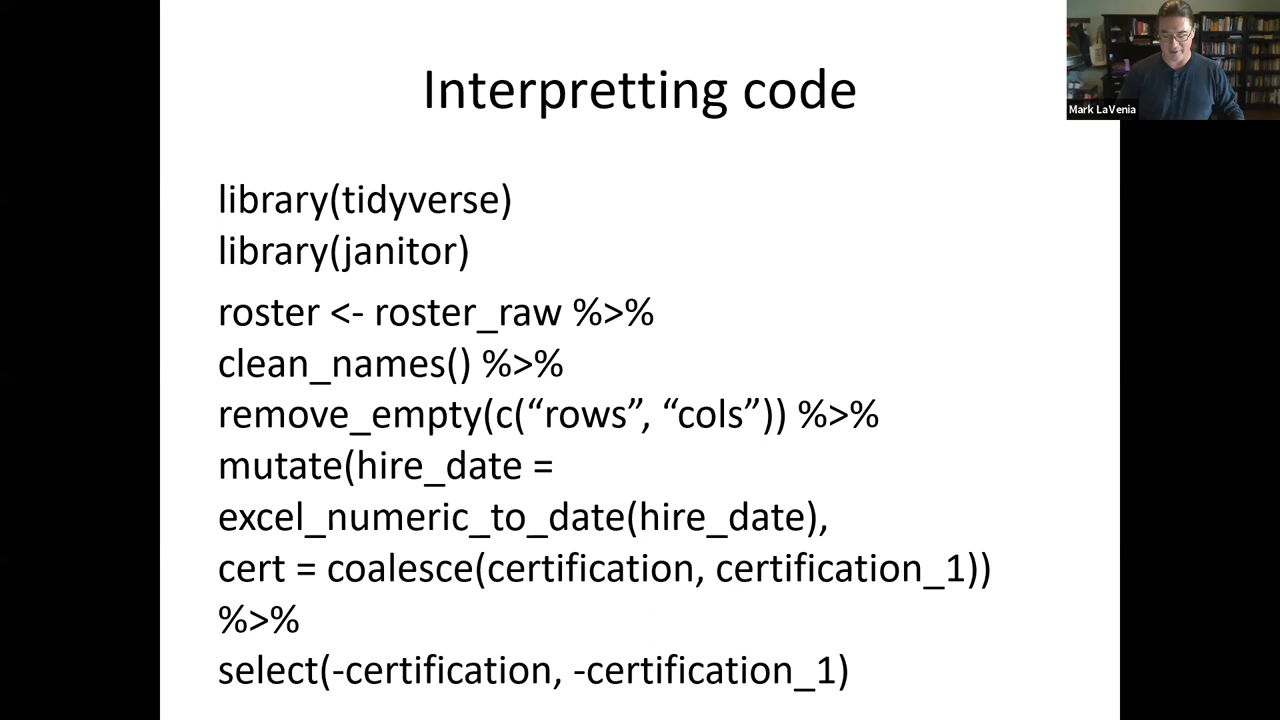 Interpretting code
Mark LaVenia
library(tidyverse)
library(janitor)
roster <- roster_raw %>%
clean_names() %>%
remove_empty(c(“rows”, “cols”)) %>%
mutate(hire_date =
excel_numeric_to_date(hire_date),
cert = coalesce(certification, certification_1))
%>%
select(-certification, -certification_1)